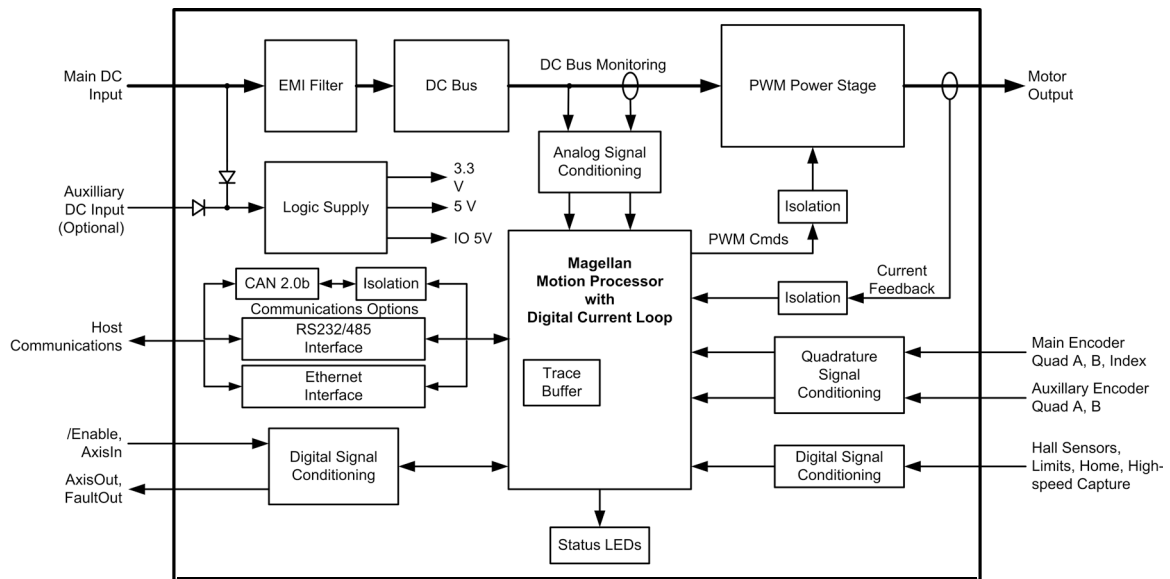 Main DC
Input
EMI Filter
DC Bus
DC Bus Monitoring
PWM Power Stage
Motor
Output
Analog Signal
Conditioning
Auxilliary
DC Input
(Optional)
Logic Supply
3.3
V
5 V
IO 5V
Isolation
PWM Cmds
Magellan
Motion Processor
with
Digital Current Loop
Trace
Buffer
Current
Feedback
Isolation
CAN 2.0b
Isolation
Communications Options
RS232/485
Interface
Ethernet
Interface
Host
Communications
Quadrature
Signal
Conditioning
Main Encoder
Quad A, B, Index
Auxillary Encoder
Quad A, B
/Enable,
AxisIn
AxisOut,
FaultOut
Digital Signal
Conditioning
Digital Signal
Conditioning
Hall Sensors,
Limits, Home, High-
speed Capture
Status LEDs